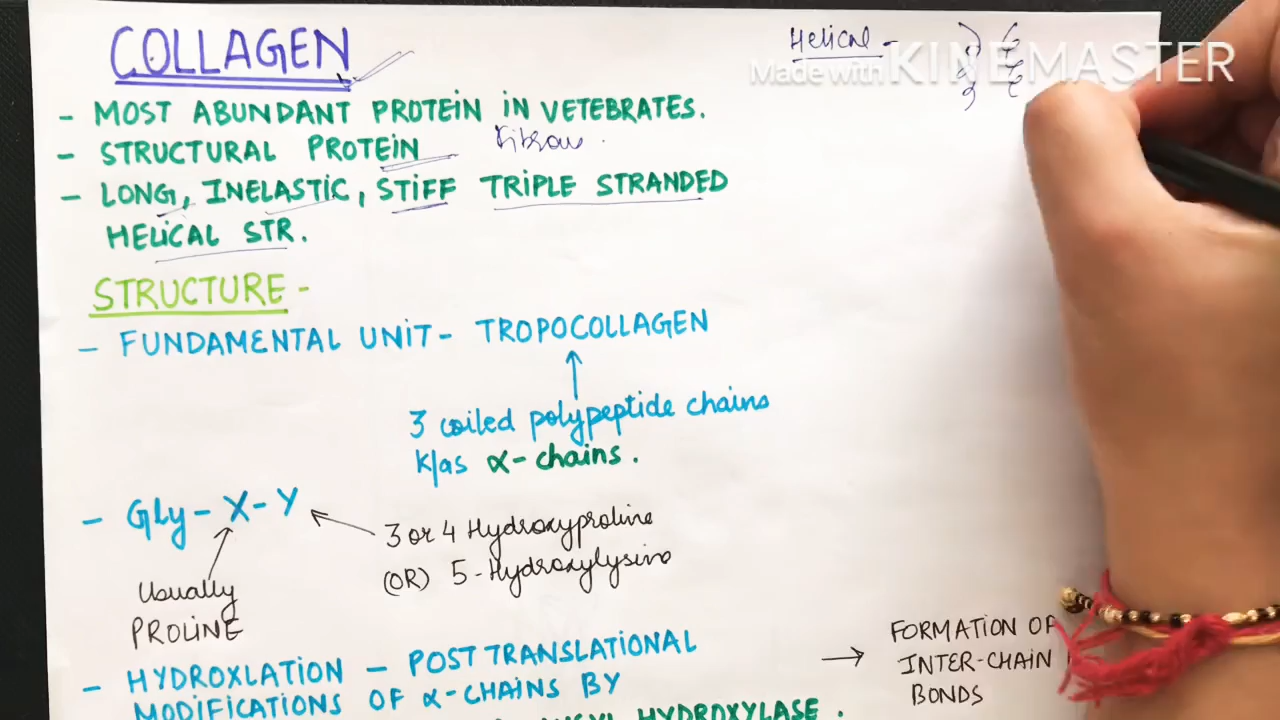 COLLAGEN
Helical -
Made with KINEMASTER
- MOST ABUNDANT PROTEIN IN VETEBRATES.
- STRUCTURAL PROTEIN fibrous.
- LONG, INELASTIC, STIFF TRIPLE STRANDED
HELICAL STR.
STRUCTURE -
- FUNDAMENTAL UNIT- TROPOCOLLAGEN
↑
3 coiled polypeptide chains
k/as α-chains.
- Gly - X - Y
3 or 4 Hydroxyproline
(OR) 5-Hydroxylysine
Usually
PROLINE
- HYDROXLATION - POST TRANSLATIONAL
MODIFICATIONS OF α-CHAINS BY
HYDROXYLASE.
→ FORMATION OF
INTER-CHAIN
BONDS